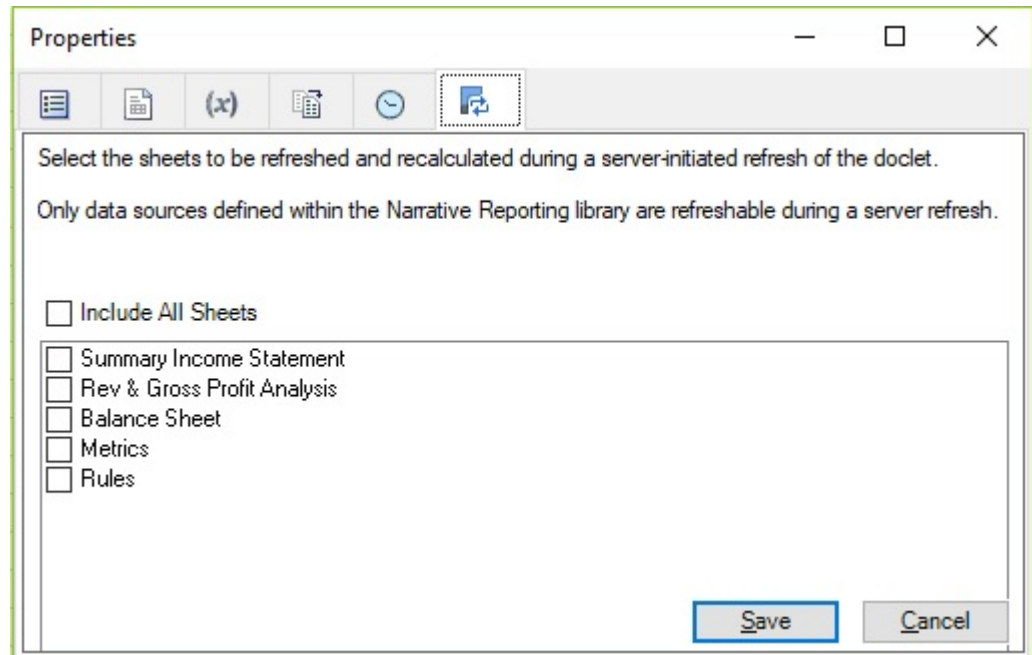 Properties
(x)
Select the sheets to be refreshed and recalculated during a server-initiated refresh of the doclet.
Only data sources defined within the Narrative Reporting library are refreshable during a server refresh.
Include All Sheets
Summary Income Statement
Rev & Gross Profit Analysis
Balance Sheet
Metrics
Rules
Save Cancel